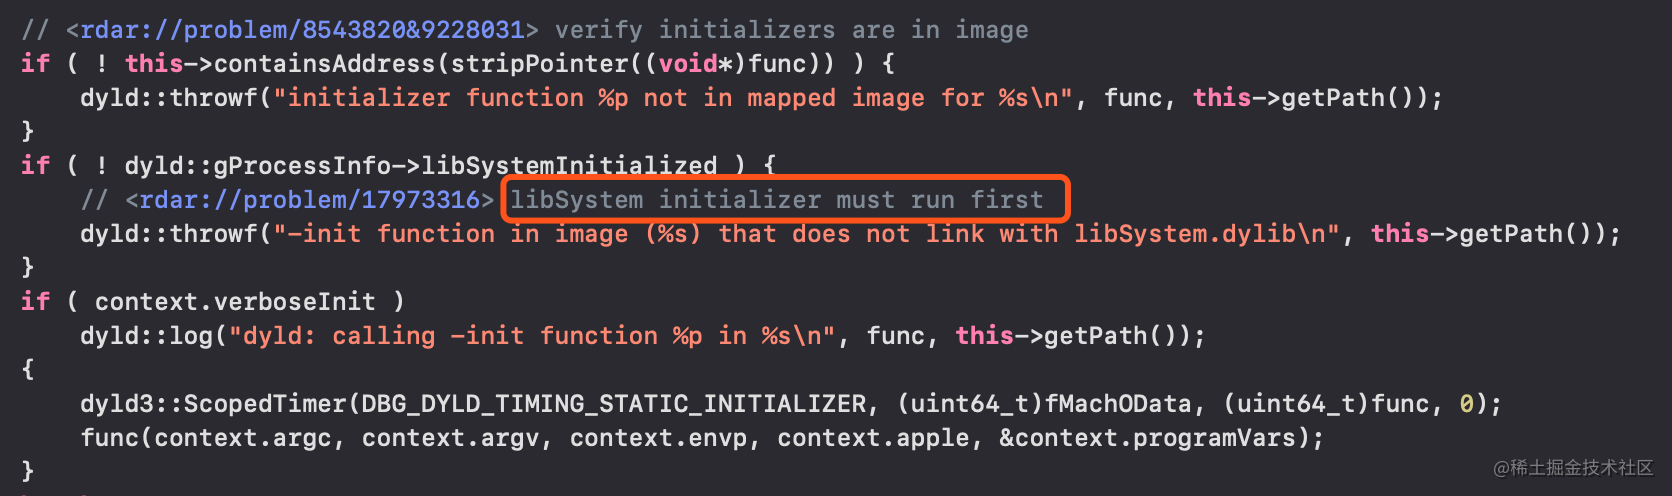 // <rdar://problem/8543820&9228031> verify initializers are in image
if ( ! this->containsAddress(stripPointer((void*)func)) ) {
    dyld::throwf("initializer function %p not in mapped image for %s\n", func, this->getPath());
}
if ( ! dyld::gProcessInfo->libSystemInitialized ) {
    // <rdar://problem/17973316> libSystem initializer must run first
    dyld::throwf("-init function in image (%s) that does not link with libSystem.dylib\n", this->getPath());
}
if ( context.verboseInit )
    dyld::log("dyld: calling -init function %p in %s\n", func, this->getPath());
{
    dyld3::ScopedTimer(DBG_DYLD_TIMING_STATIC_INITIALIZER, (uint64_t)fMachOData, (uint64_t)func, 0);
    func(context.argc, context.argv, context.envp, context.apple, &context.programVars);
}
@稀土掘金技术社区